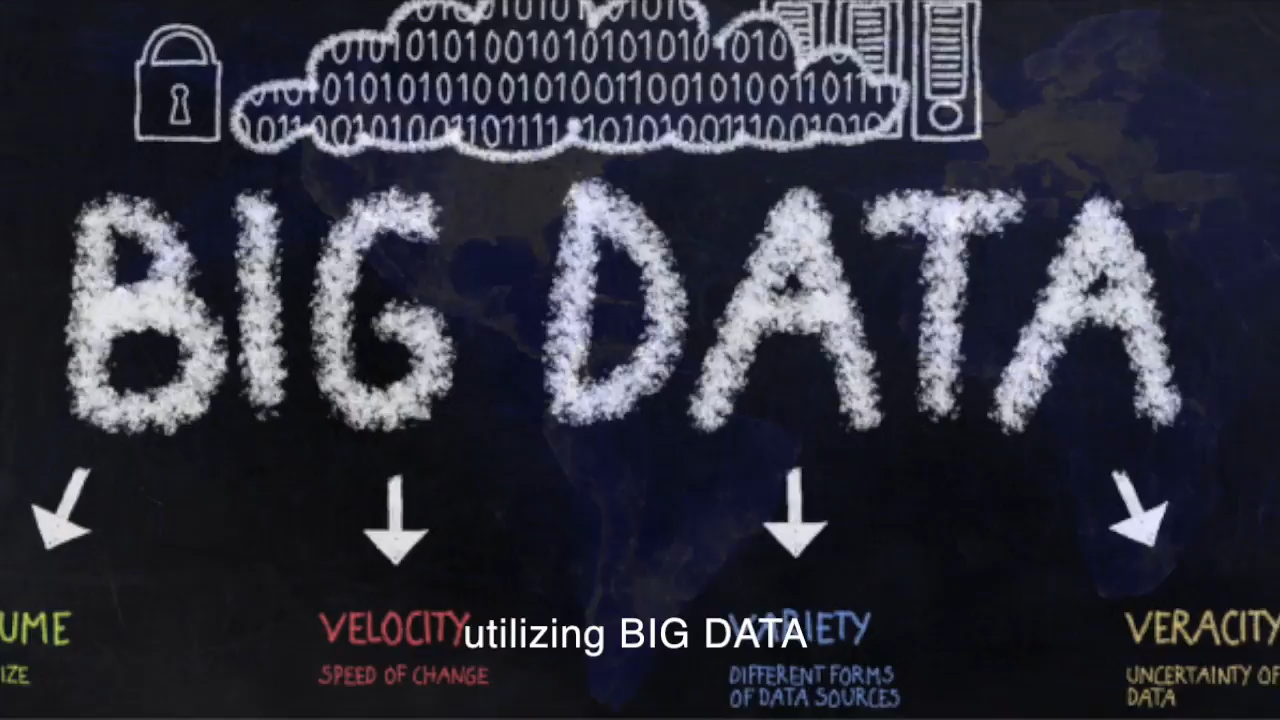 BIG DATA
UME
IZE
VELOCITY
SPEED OF CHANGE
VARIETY
DIFFERENT FORMS
OF DATA SOURCES
VERACITY
UNCERTAINTY OF
DATA
utilizing BIG DATA